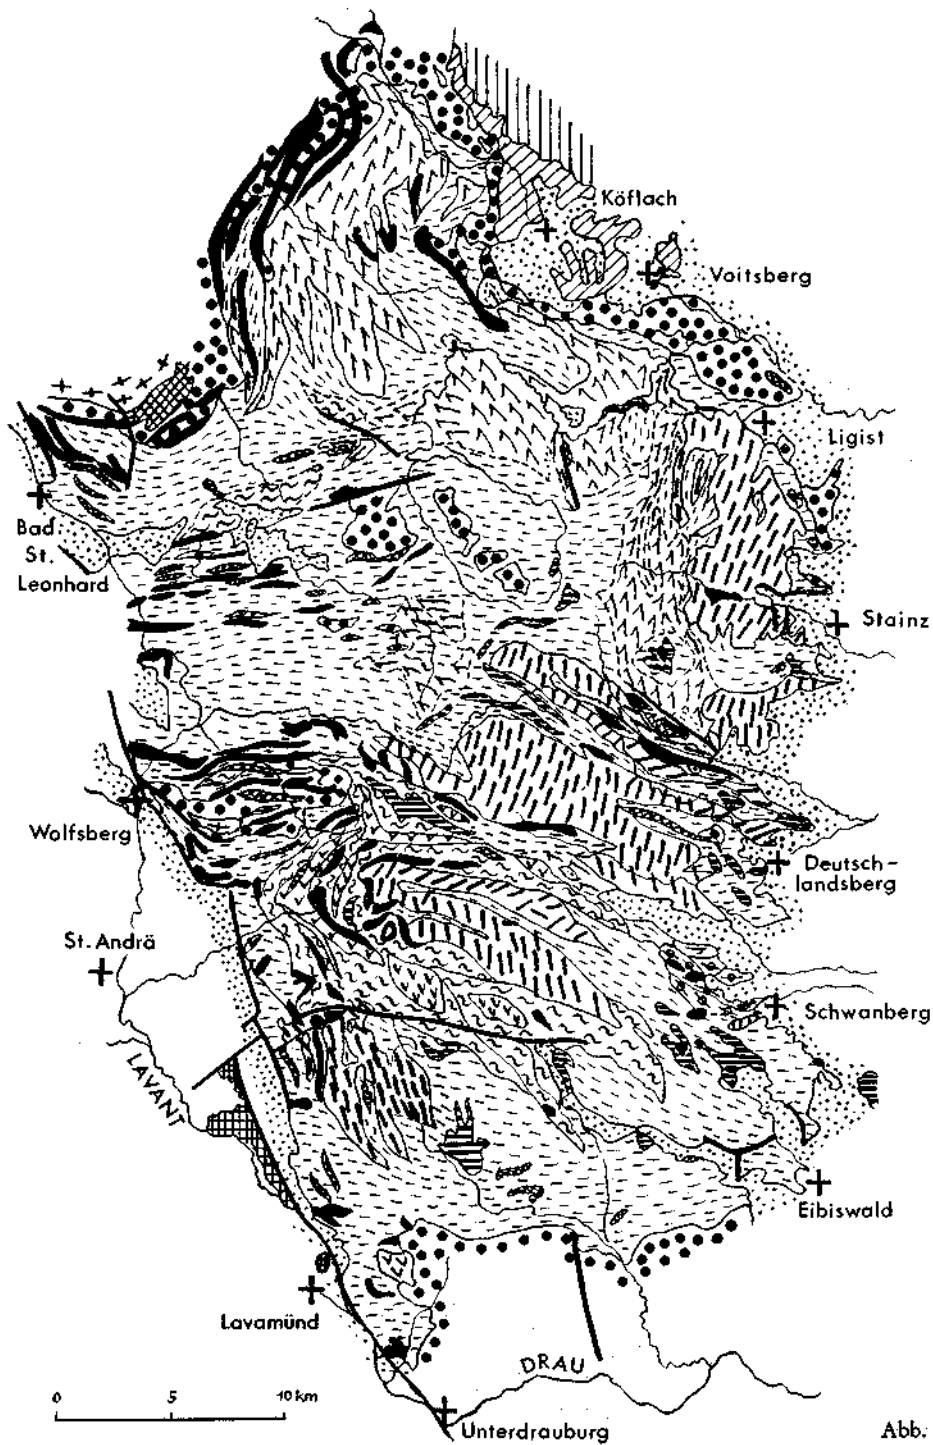 Köflach
Voitsberg
Ligist
Bad
St.
Leonhard
Stainz
Wolfsberg
Deutsch-
landsberg
St. Andrä
Schwanberg
LAVANT
Eibiswald
Lavamünd
DRAU
0 5 10 km
Unterdrauburg
Abb.